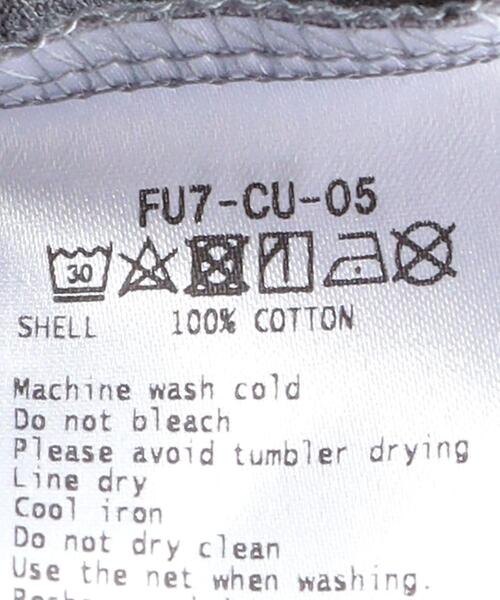 FU7-CU-05
30
SHELL 100% COTTON
Machine wash cold
Do not bleach
Please avoid tumbler drying
Line dry
Cool iron
Do not dry clean
Use the net when washing.